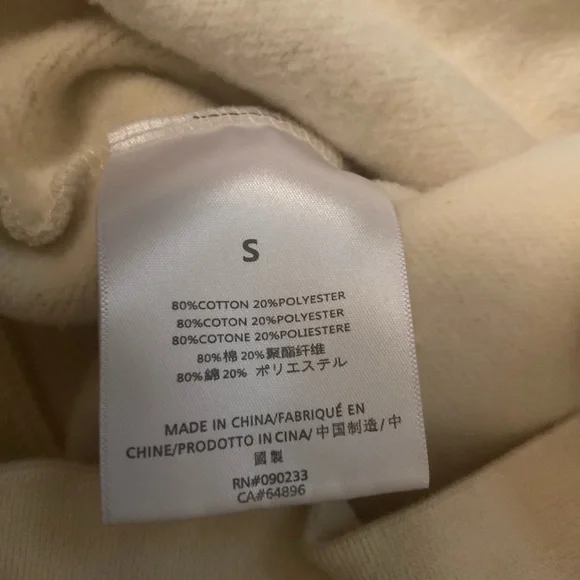 S
80%COTTON 20%POLYESTER
80%COTON 20%POLYESTER
80%COTONE 20%POLIESTERE
80%棉 20%聚酯纤维
80%綿 20% ポリエステル
MADE IN CHINA/FABRIQUÉ EN
CHINE/PRODOTTO IN CINA/ 中国制造/中
國製
RN#090233
CA#64896